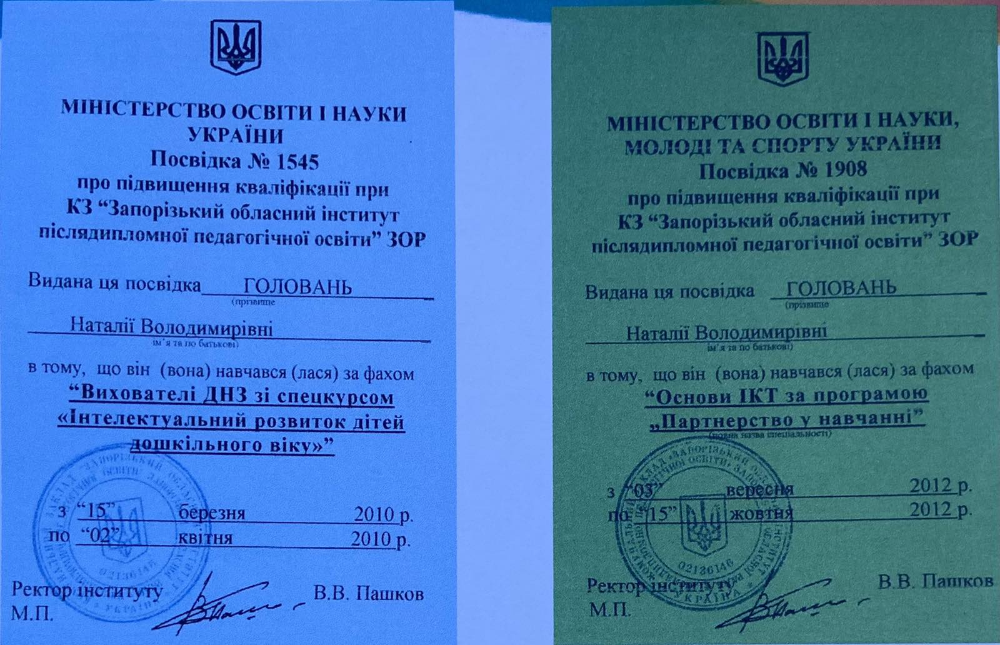 МІНІСТЕРСТВО ОСВІТИ І НАУКИ
УКРАЇНИ
Посвідка № 1545
про підвищення кваліфікації при
КЗ “Запорізький обласний інститут
післядипломної педагогічної освіти” ЗОР
Видана ця посвідка ГОЛОВАНЬ
(прізвище
Наталії Володимирівні
ім’я та по батькові)
в тому, що він (вона) навчався (лася) за фахом
“Вихователі ДНЗ зі спецкурсом
«Інтелектуальний розвиток дітей
дошкільного віку»”
з “15” березня 2010 р.
по “02” квітня 2010 р.
02136146
УКРАЇНА
Ректор інституту В.В. Пашков
М.П.
МІНІСТЕРСТВО ОСВІТИ І НАУКИ,
МОЛОДІ ТА СПОРТУ УКРАЇНИ
Посвідка № 1908
про підвищення кваліфікації при
КЗ “Запорізький обласний інститут
післядипломної педагогічної освіти” ЗОР
Видана ця посвідка ГОЛОВАНЬ
(прізвище
Наталії Володимирівні
ім’я та по батькові)
в тому, що він (вона) навчався (лася) за фахом
“Основи ІКТ за програмою
„Партнерство у навчанні”
(повна назва спеціальності)
з “03” вересня 2012 р.
по “15” жовтня 2012 р.
02136146
УКРАЇНА
Ректор інституту В.В. Пашков
М.П.